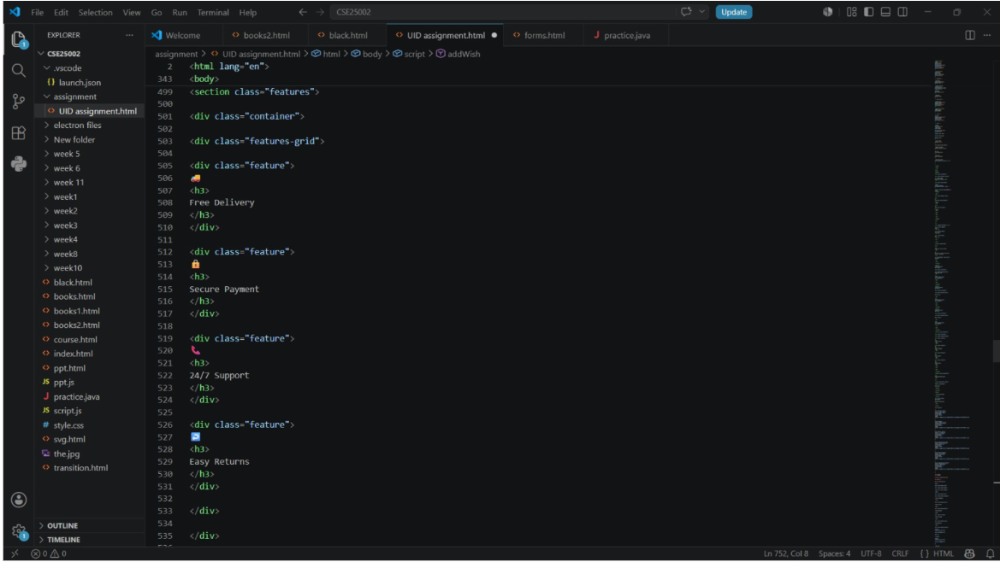 File Edit Selection View Go Run Terminal Help
CSE25002
Update
EXPLORER
CSE25002
.vscode
{} launch.json
assignment
<> UID assignment.html
electron files
New folder
week 5
week 6
week 11
week1
week2
week3
week4
week8
week10
<> black.html
<> books.html
<> books1.html
<> books2.html
<> course.html
<> index.html
<> ppt.html
JS ppt.js
J practice.java
JS script.js
# style.css
<> svg.html
the.jpg
<> transition.html
OUTLINE
TIMELINE
Welcome <> books2.html <> black.html <> UID assignment.html ● <> forms.html J practice.java
assignment > <> UID assignment.html > html > body > script > addWish
2 <html lang="en">
343 <body>
499 <section class="features">
500
501 <div class="container">
502
503 <div class="features-grid">
504
505 <div class="feature">
506 🚚
507 <h3>
508 Free Delivery
509 </h3>
510 </div>
511
512 <div class="feature">
513 🔒
514 <h3>
515 Secure Payment
516 </h3>
517 </div>
518
519 <div class="feature">
520 📞
521 <h3>
522 24/7 Support
523 </h3>
524 </div>
525
526 <div class="feature">
527 ↩️
528 <h3>
529 Easy Returns
530 </h3>
531 </div>
532
533 </div>
534
535 </div>
0 0
Ln 752, Col 8 Spaces: 4 UTF-8 CRLF {} HTML